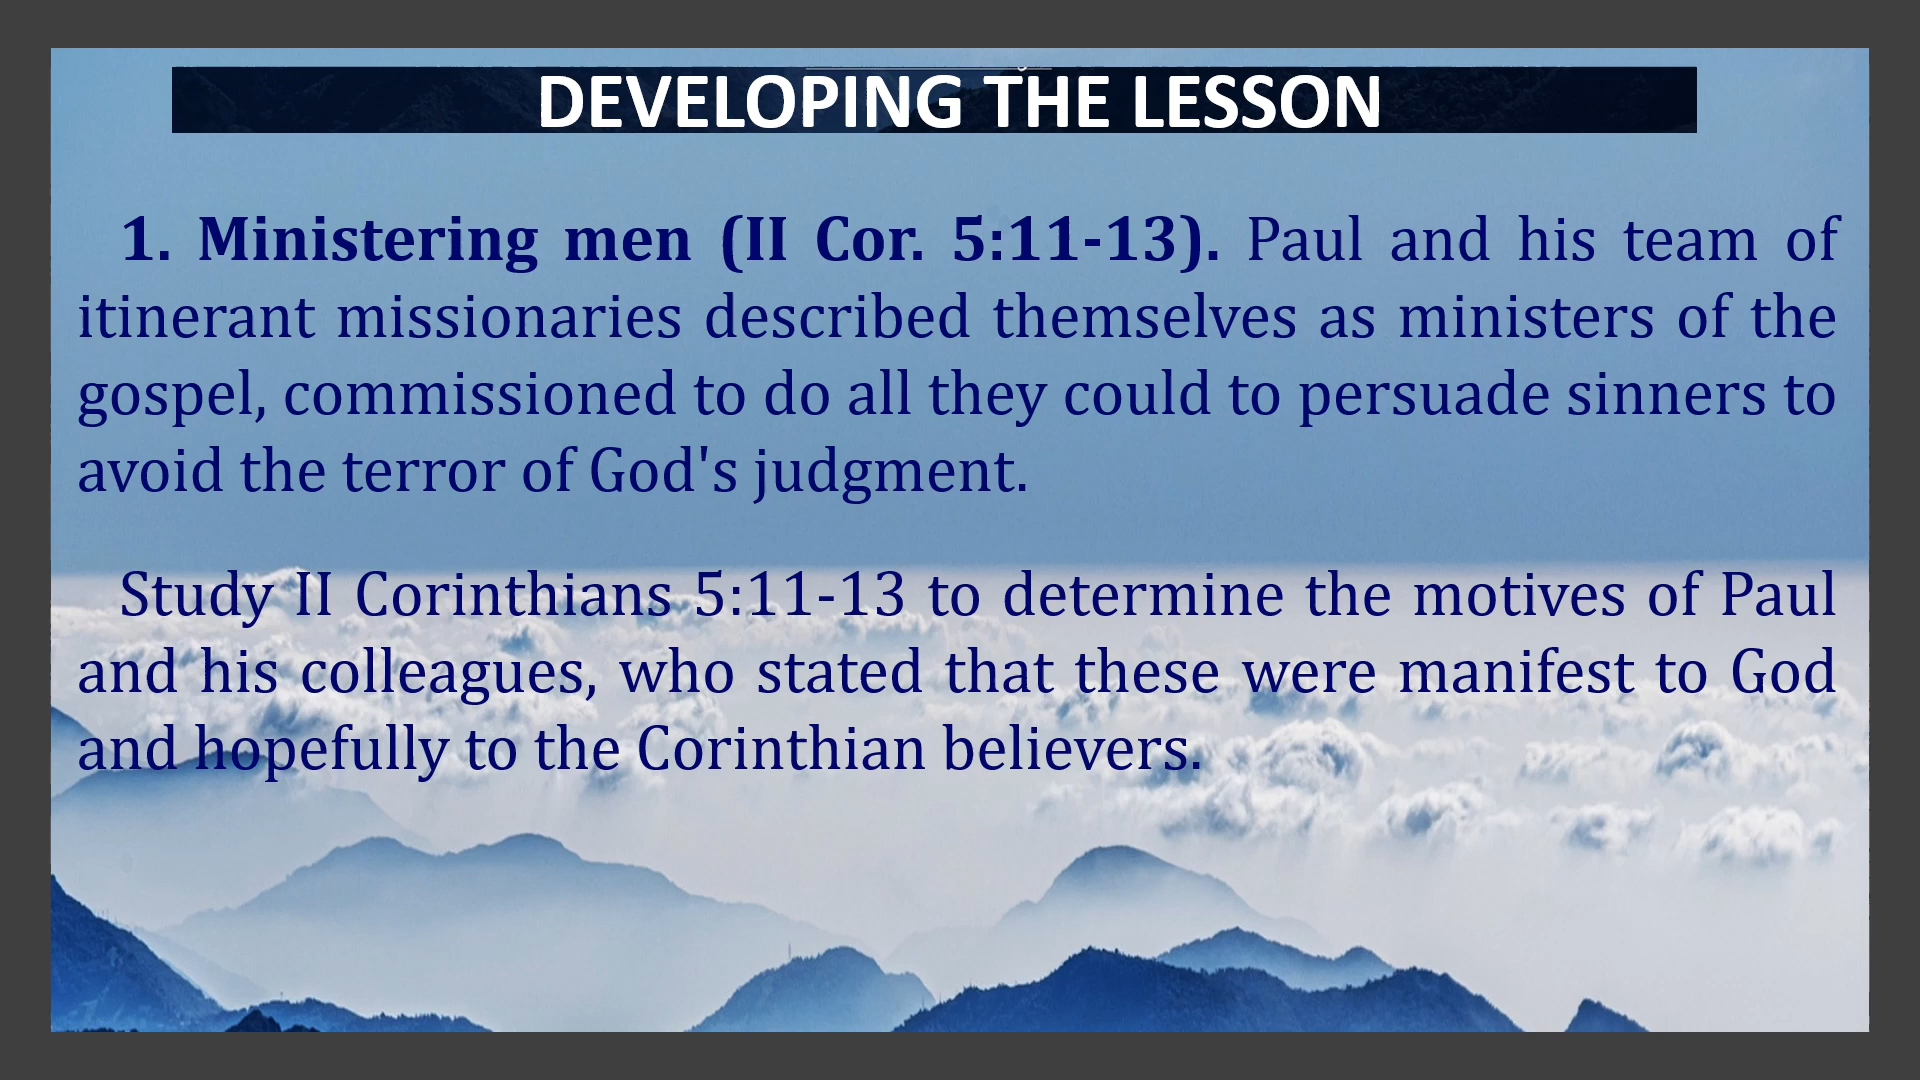 DEVELOPING THE LESSON
1. Ministering men (II Cor. 5:11-13). Paul and his team of
itinerant missionaries described themselves as ministers of the
gospel, commissioned to do all they could to persuade sinners to
avoid the terror of God's judgment.
Study II Corinthians 5:11-13 to determine the motives of Paul
and his colleagues, who stated that these were manifest to God
and hopefully to the Corinthian believers.